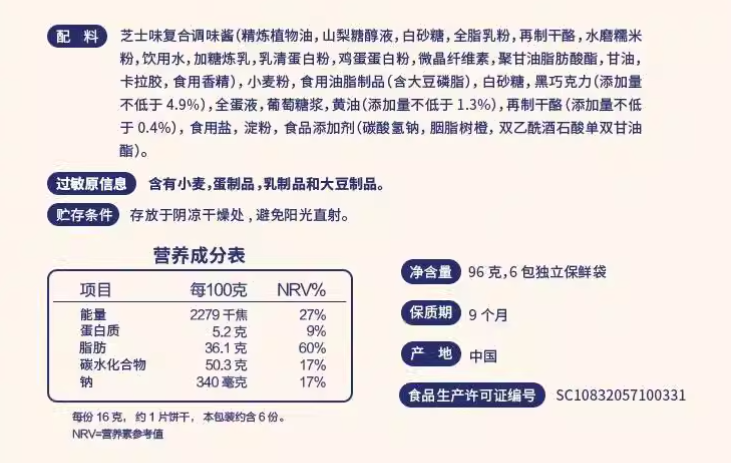 配 料 芝士味复合调味酱(精炼植物油,山梨糖醇液,白砂糖,全脂乳粉,再制干酪,水磨糯米
粉,饮用水,加糖炼乳,乳清蛋白粉,鸡蛋蛋白粉,微晶纤维素,聚甘油脂肪酸酯,甘油,
卡拉胶,食用香精),小麦粉,食用油脂制品(含大豆磷脂),白砂糖,黑巧克力(添加量
不低于4.9%),全蛋液,葡萄糖浆,黄油(添加量不低于1.3%),再制干酪(添加量不低
于0.4%),食用盐,淀粉,食品添加剂(碳酸氢钠,胭脂树橙,双乙酰酒石酸单双甘油
酯)。
过敏原信息 含有小麦,蛋制品,乳制品和大豆制品。
贮存条件 存放于阴凉干燥处,避免阳光直射。
营养成分表
项目 每100克 NRV%
能量 2279千焦 27%
蛋白质 5.2克 9%
脂肪 36.1克 60%
碳水化合物 50.3克 17%
钠 340毫克 17%
每份16克, 约1片饼干, 本包装约含6份。
NRV=营养素参考值
净含量 96克,6包独立保鲜袋
保质期 9个月
产 地 中国
食品生产许可证编号 SC10832057100331